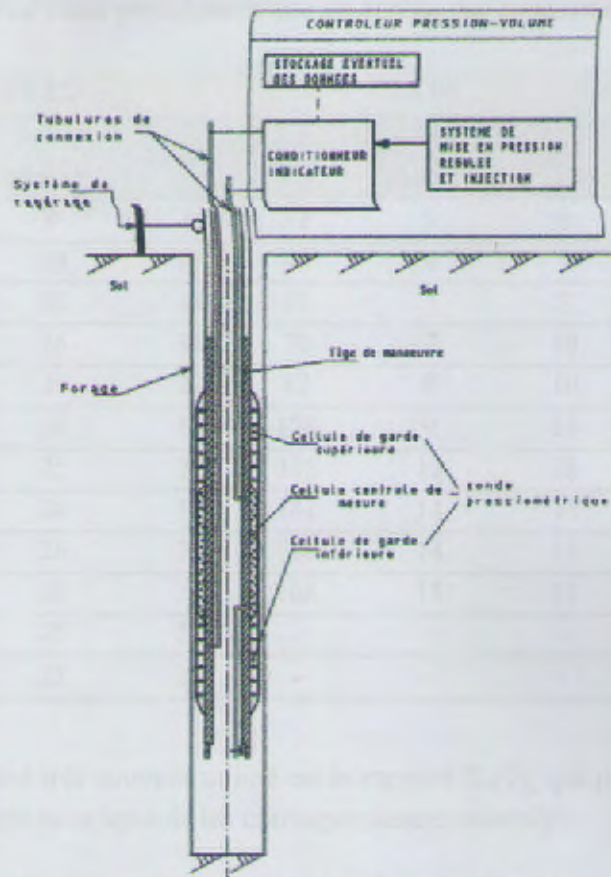 CONTROLEUR PRESSION-VOLUME
STOCKAGE EVENTUEL
DES DONNEES
Tubulures de
connexion
CONDITIONNEUR
INDICATEUR
SYSTÈME DE
MISE EN PRESSION
REGULEE
ET INJECTION
Système de
repérage
Sol
Sol
Tige de manoeuvre
Forage
Cellule de garde
supérieure
Cellule centrale de
mesure
sonde
pressiométrique
Cellule de garde
inférieure